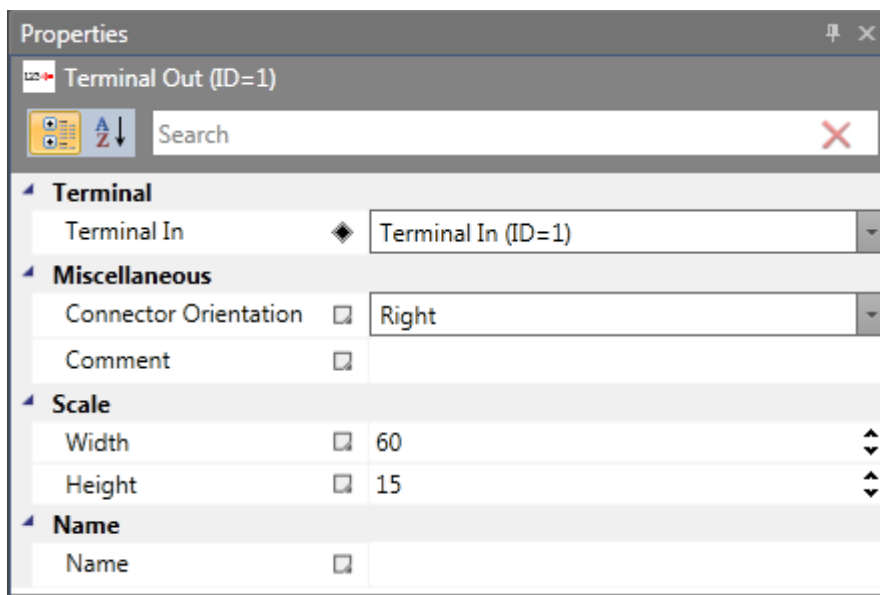 Properties
123 Terminal Out (ID=1)
A Z Search
Terminal
Terminal In Terminal In (ID=1)
Miscellaneous
Connector Orientation Right
Comment
Scale
Width 60
Height 15
Name
Name